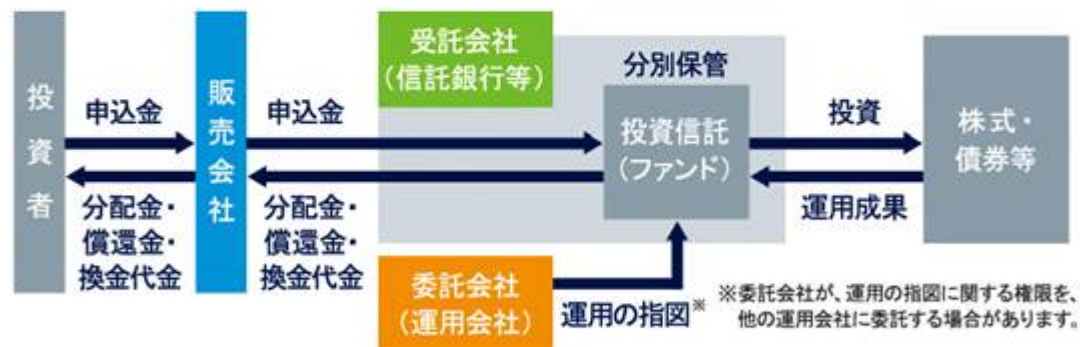 投資者
申込金
分配金・
償還金・
換金代金
販売会社
申込金
分配金・
償還金・
換金代金
受託会社
（信託銀行等）
分別保管
投資信託
（ファンド）
委託会社
（運用会社）
運用の指図※
投資
運用成果
株式・
債券等
※委託会社が、運用の指図に関する権限を、
他の運用会社に委託する場合があります。